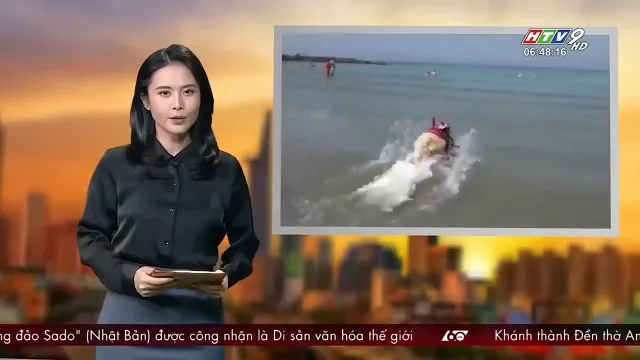 HTV9 HD
06:48:16
ng đảo Sado" (Nhật Bản) được công nhận là Di sản văn hóa thế giới
60 Khánh thành Đền thờ A